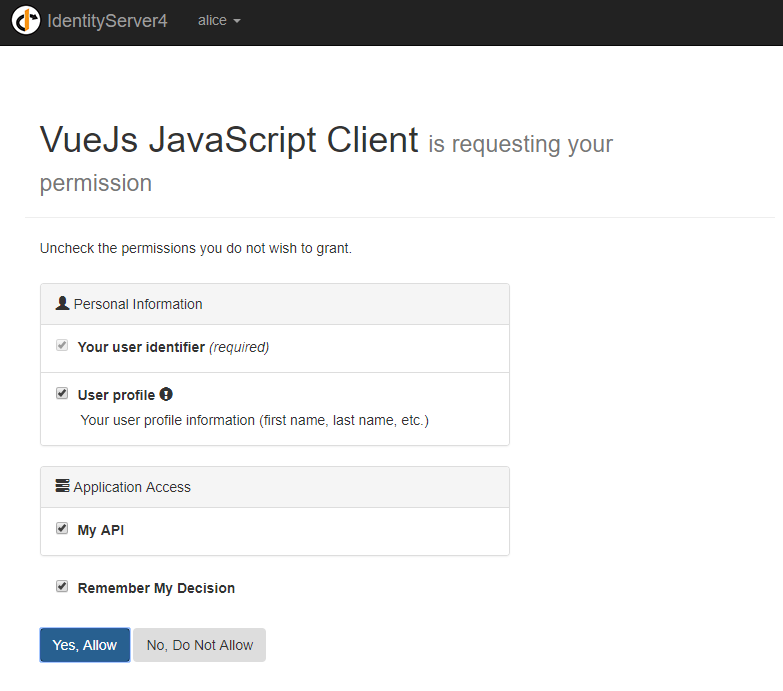 IdentityServer4 alice
VueJs JavaScript Client is requesting your
permission
Uncheck the permissions you do not wish to grant.
Personal Information
Your user identifier (required)
User profile
Your user profile information (first name, last name, etc.)
Application Access
My API
Remember My Decision
Yes, Allow No, Do Not Allow